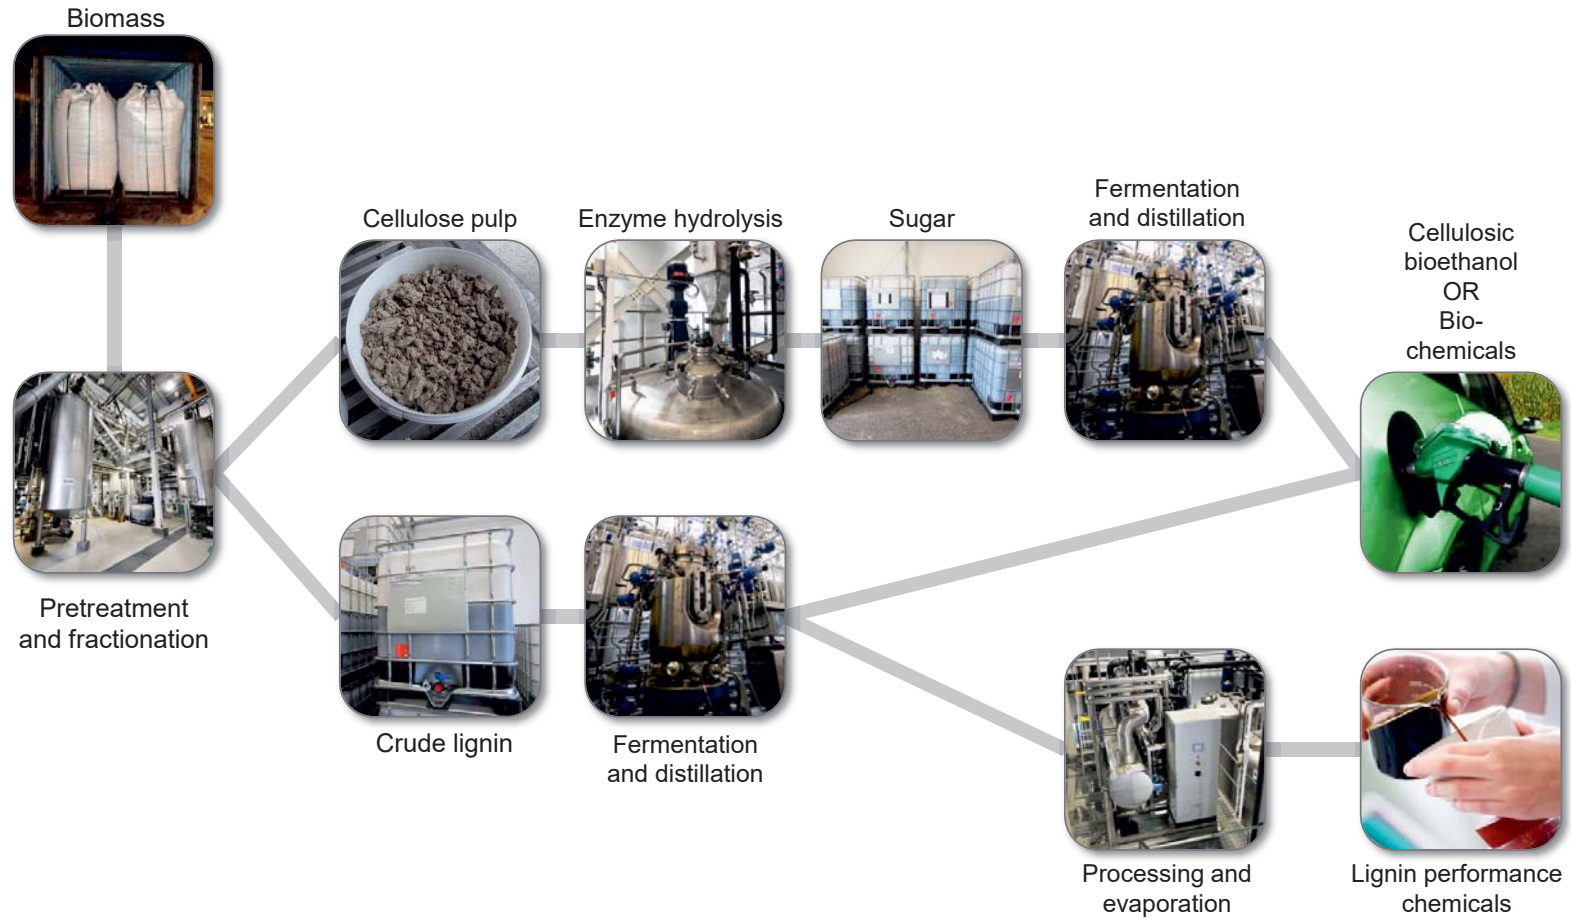 Biomass
Pretreatment
and fractionation
Cellulose pulp
Enzyme hydrolysis
Sugar
Fermentation
and distillation
Cellulosic
bioethanol
OR
Bio-
chemicals
Crude lignin
Fermentation
and distillation
Processing and
evaporation
Lignin performance
chemicals